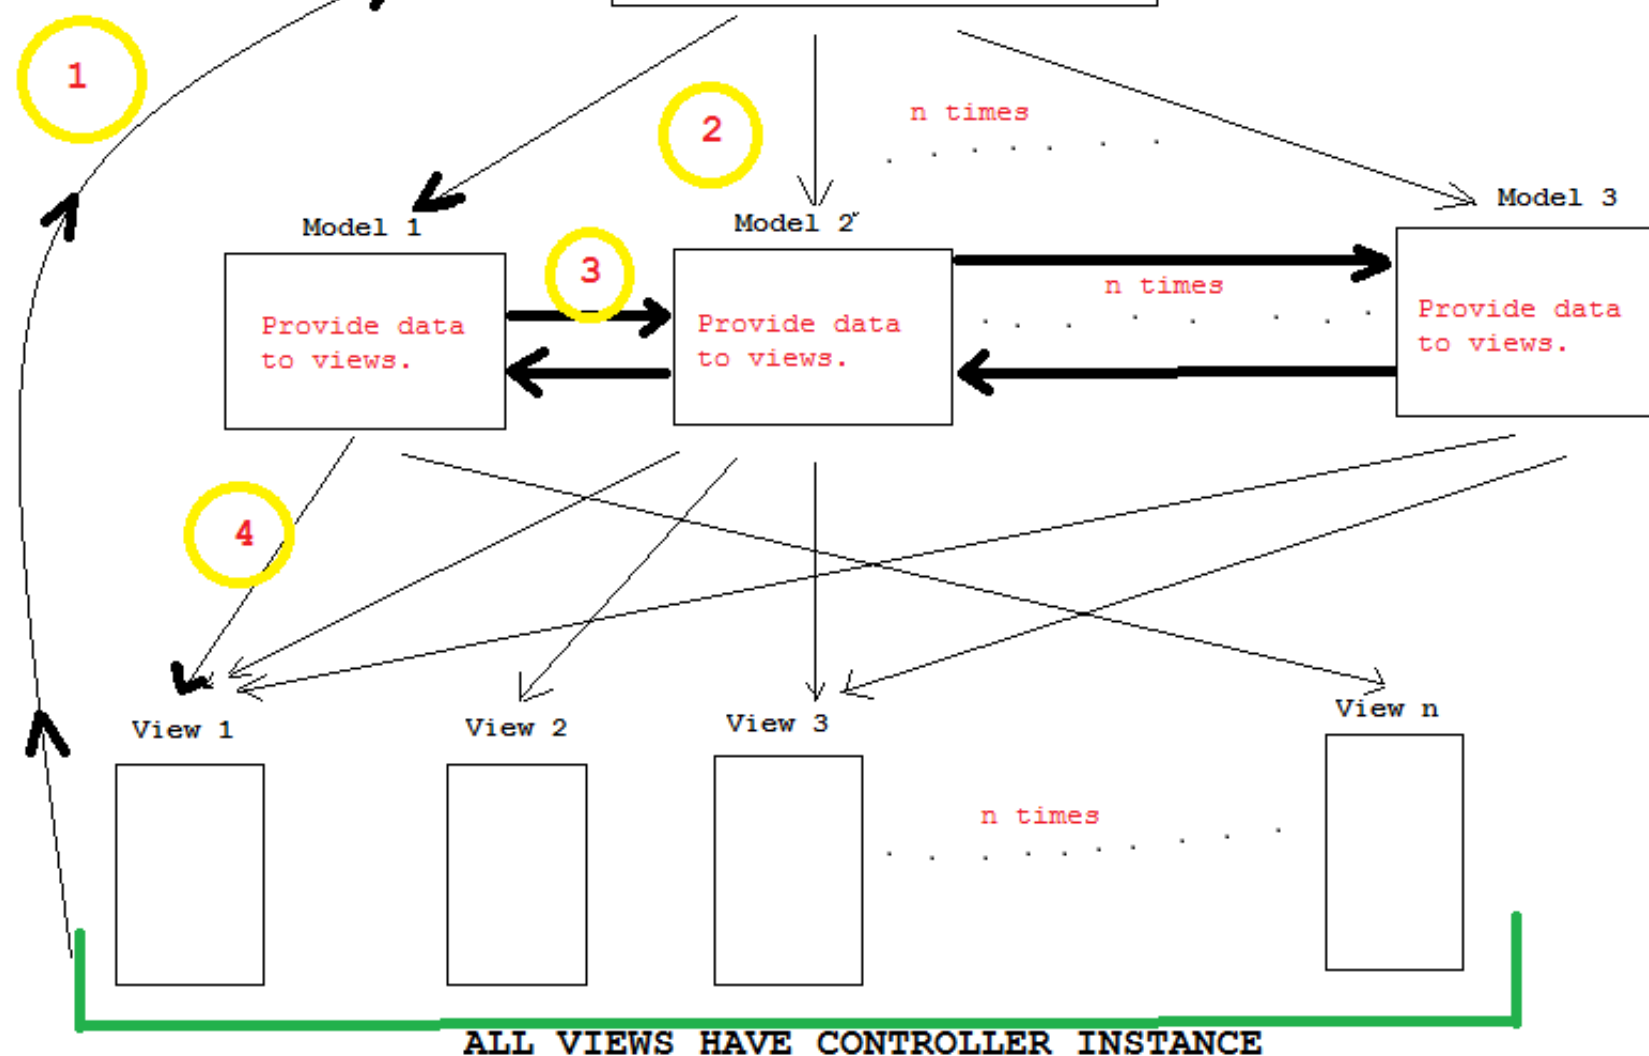 1
2
n times
Model 1
Model 2
Model 3
3
n times
Provide data
to views.
Provide data
to views.
Provide data
to views.
4
View 1
View 2
View 3
View n
n times
ALL VIEWS HAVE CONTROLLER INSTANCE